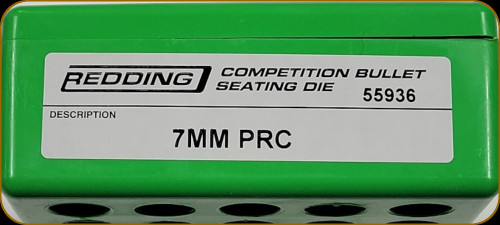 REDDING COMPETITION BULLET
SEATING DIE 55936
DESCRIPTION
7MM PRC